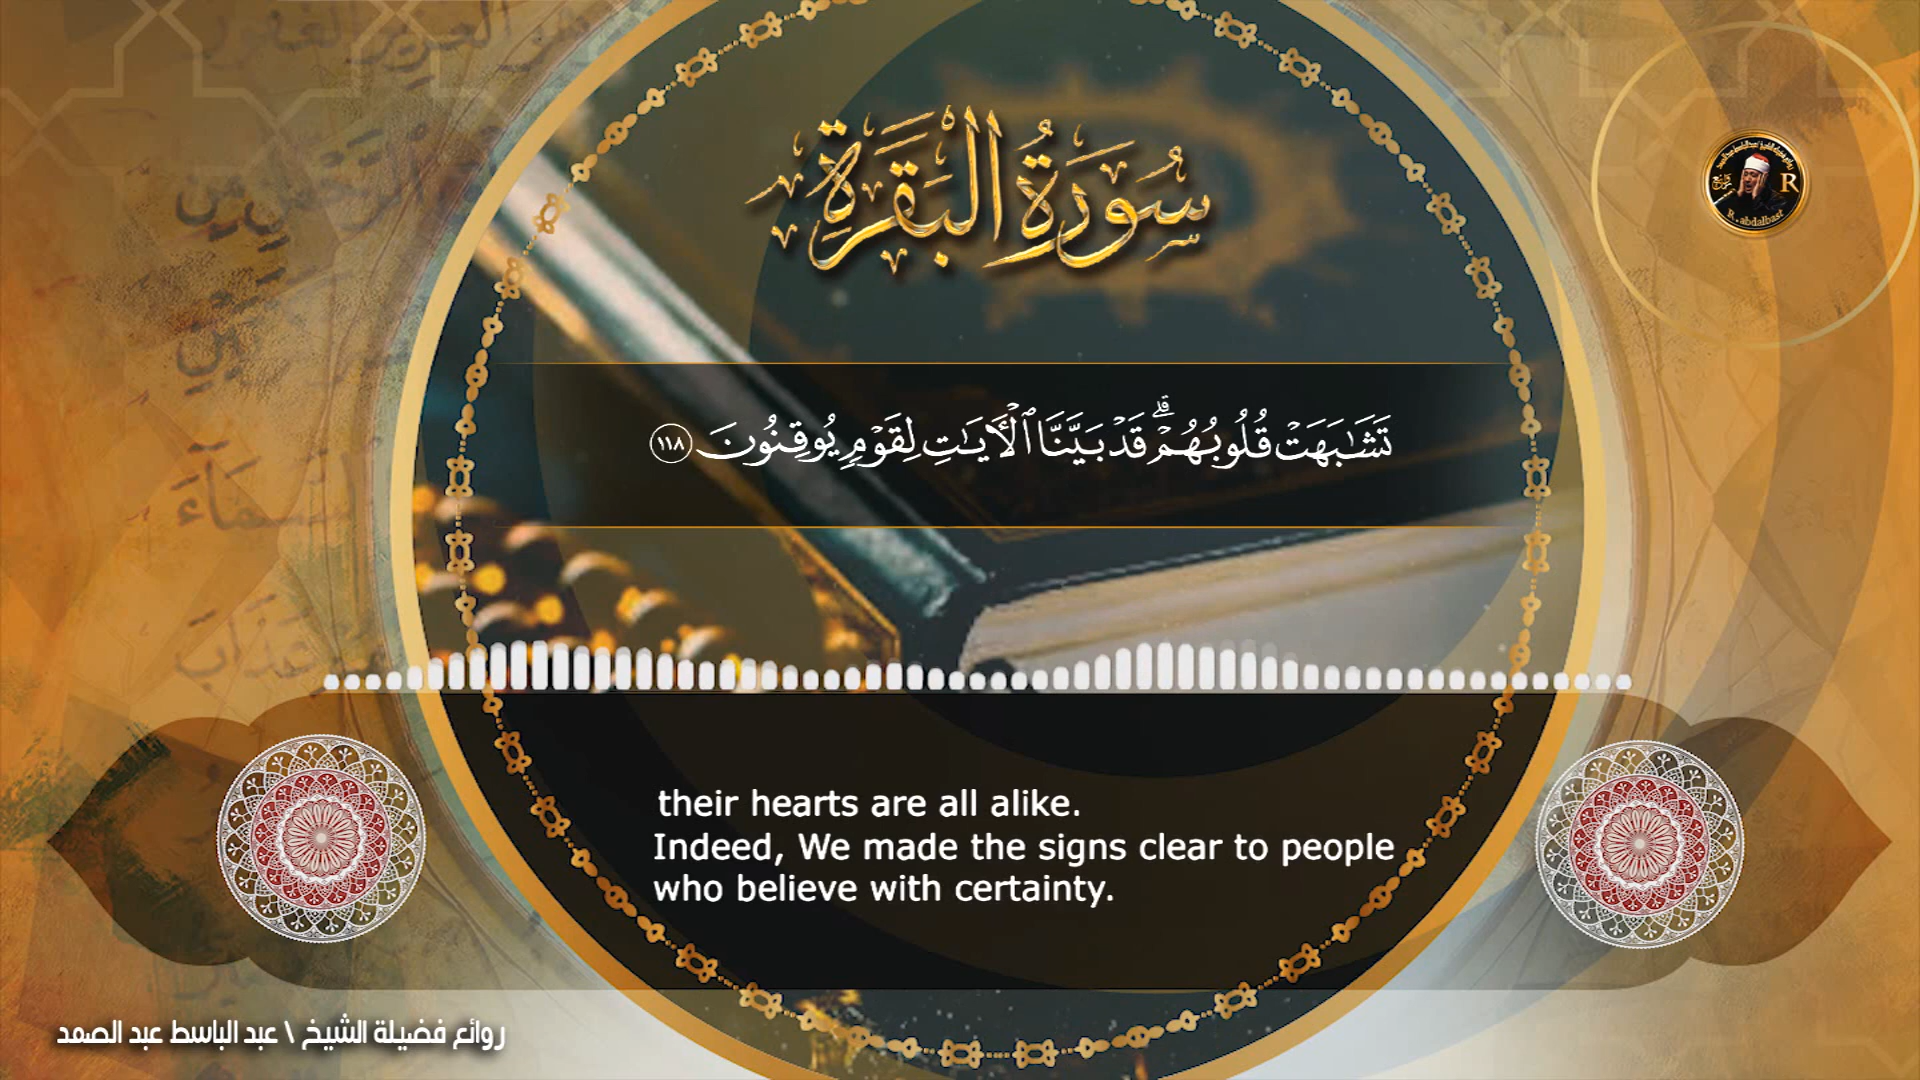 سُورَةُ البَقَرَةِ
تَشَٰبَهَتْ قُلُوبُهُمْ ۗ قَدْ بَيَّنَّا ٱلْأَيَٰتِ لِقَوْمٍ يُوقِنُونَ ١١٨
their hearts are all alike.
Indeed, We made the signs clear to people
who believe with certainty.
روائع فضيلة الشيخ \ عبد الباسط عبد الصمد
R
R. abdalbast